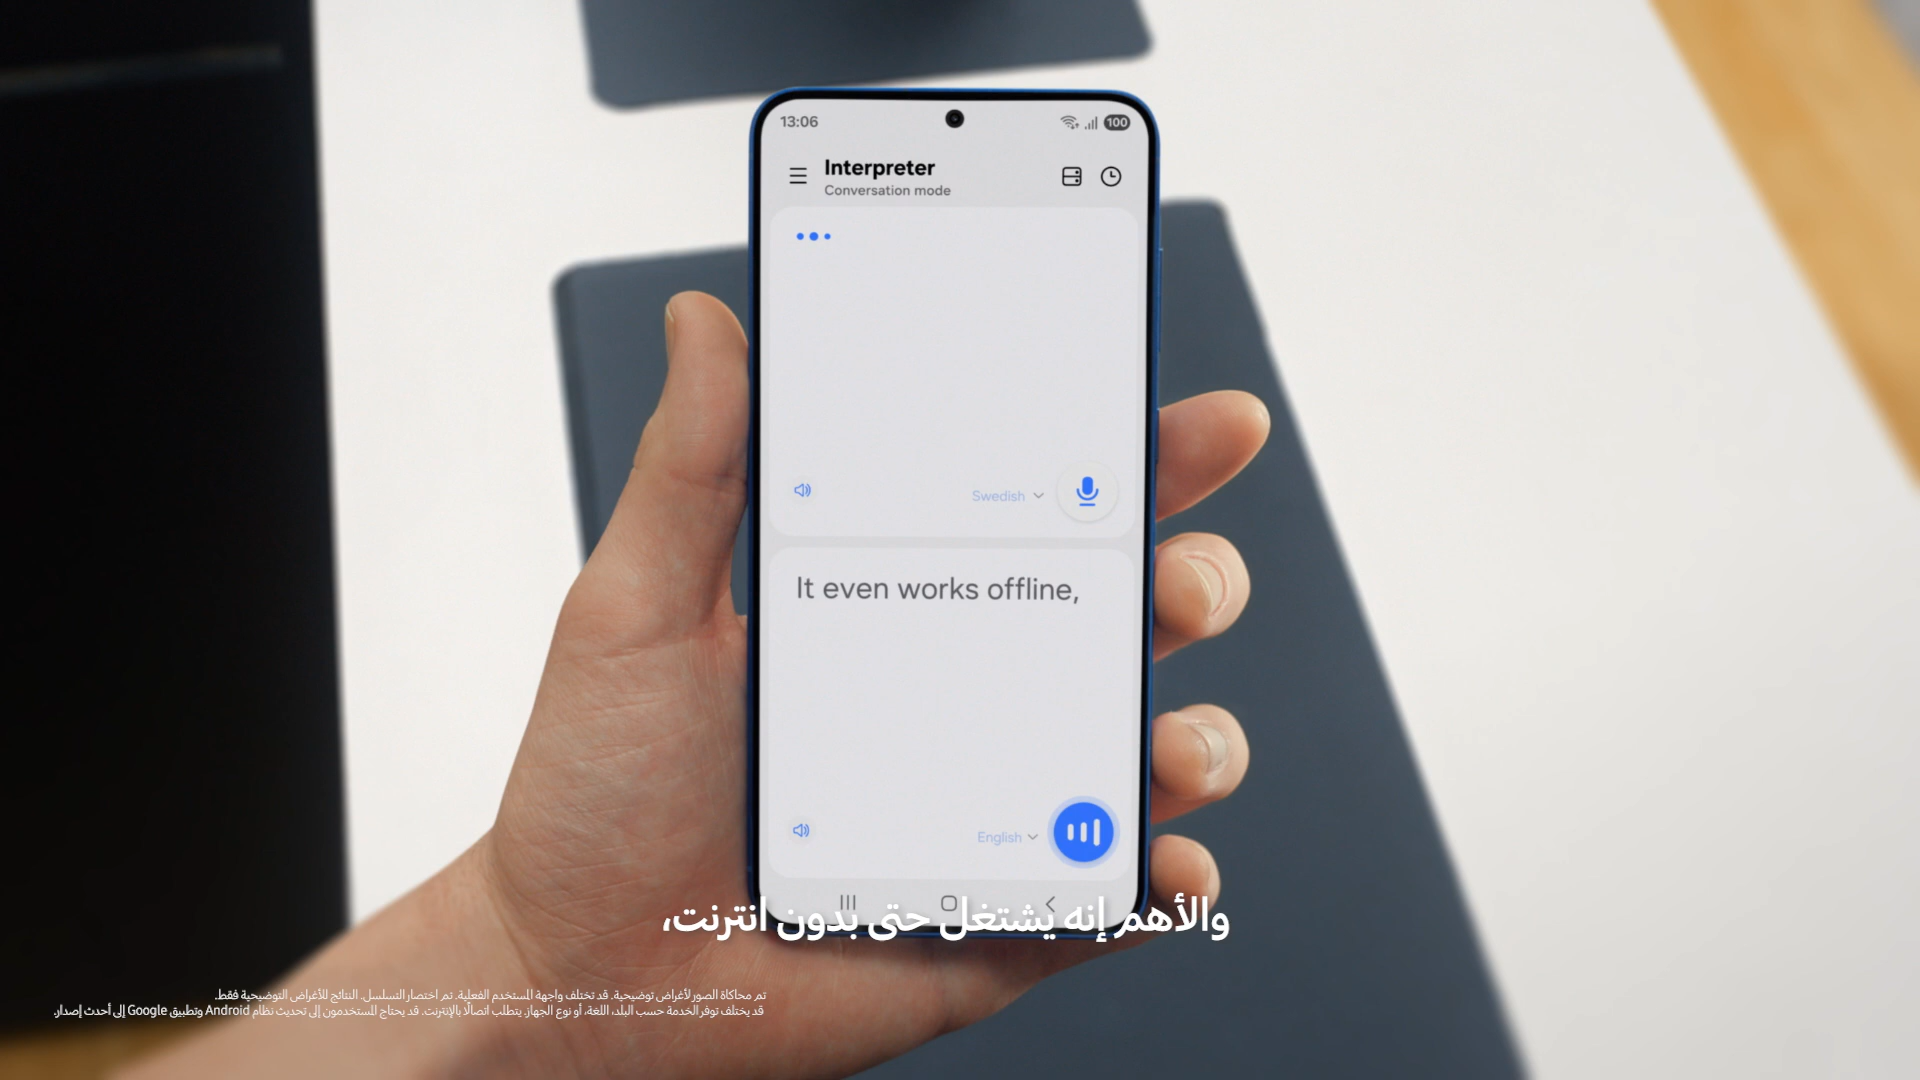 13:06
100
Interpreter
Conversation mode
Swedish
It even works offline,
English
والأهم إنه يشتغل حتى بدون انترنت،
تم محاكاة الصور لأغراض توضيحية. قد تختلف واجهة المستخدم الفعلية. تم اختصار التسلسل. النتائج للأغراض التوضيحية فقط.
قد يختلف توفر الخدمة حسب البلد، اللغة، أو نوع الجهاز. يتطلب اتصالًا بالإنترنت. قد يحتاج المستخدمون إلى تحديث نظام Android وتطبيق Google إلى أحدث إصدار.